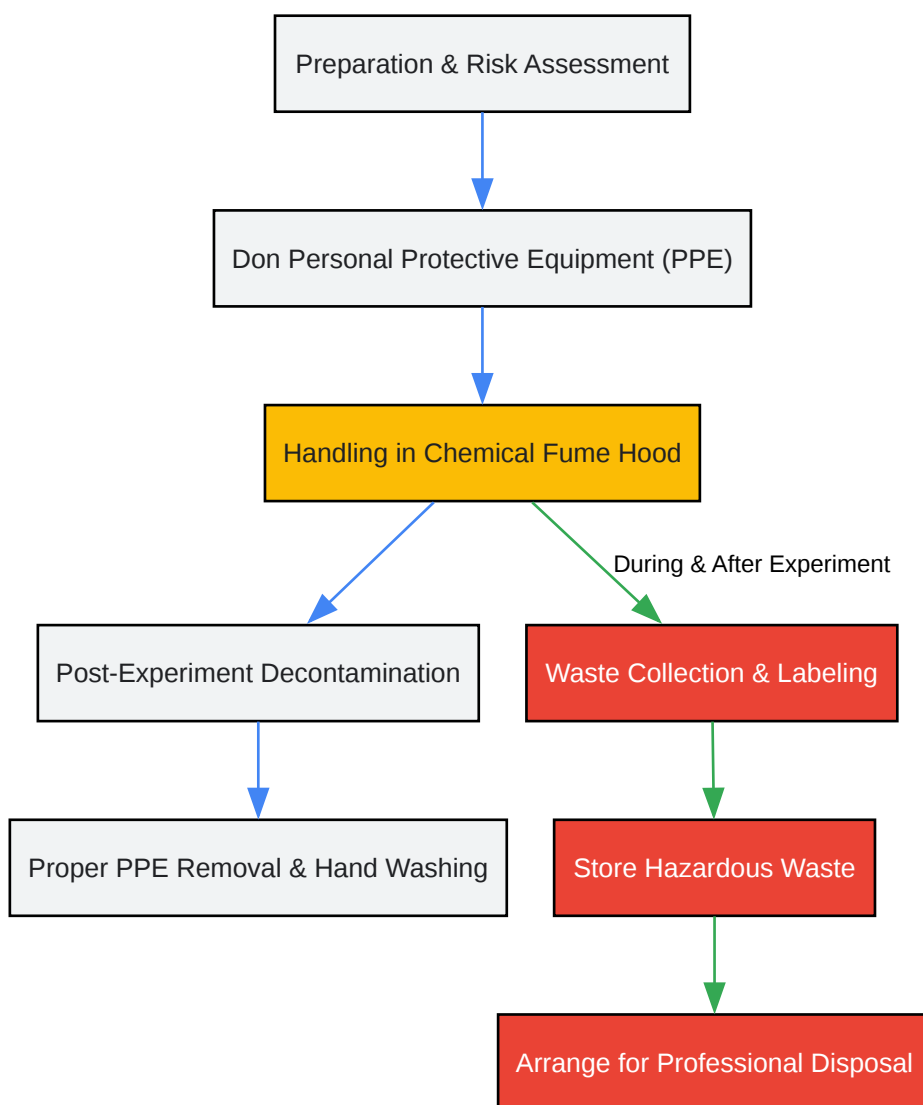 Preparation & Risk Assessment
Don Personal Protective Equipment (PPE)
Handling in Chemical Fume Hood
During & After Experiment
Post-Experiment Decontamination
Waste Collection & Labeling
Proper PPE Removal & Hand Washing
Store Hazardous Waste
Arrange for Professional Disposal